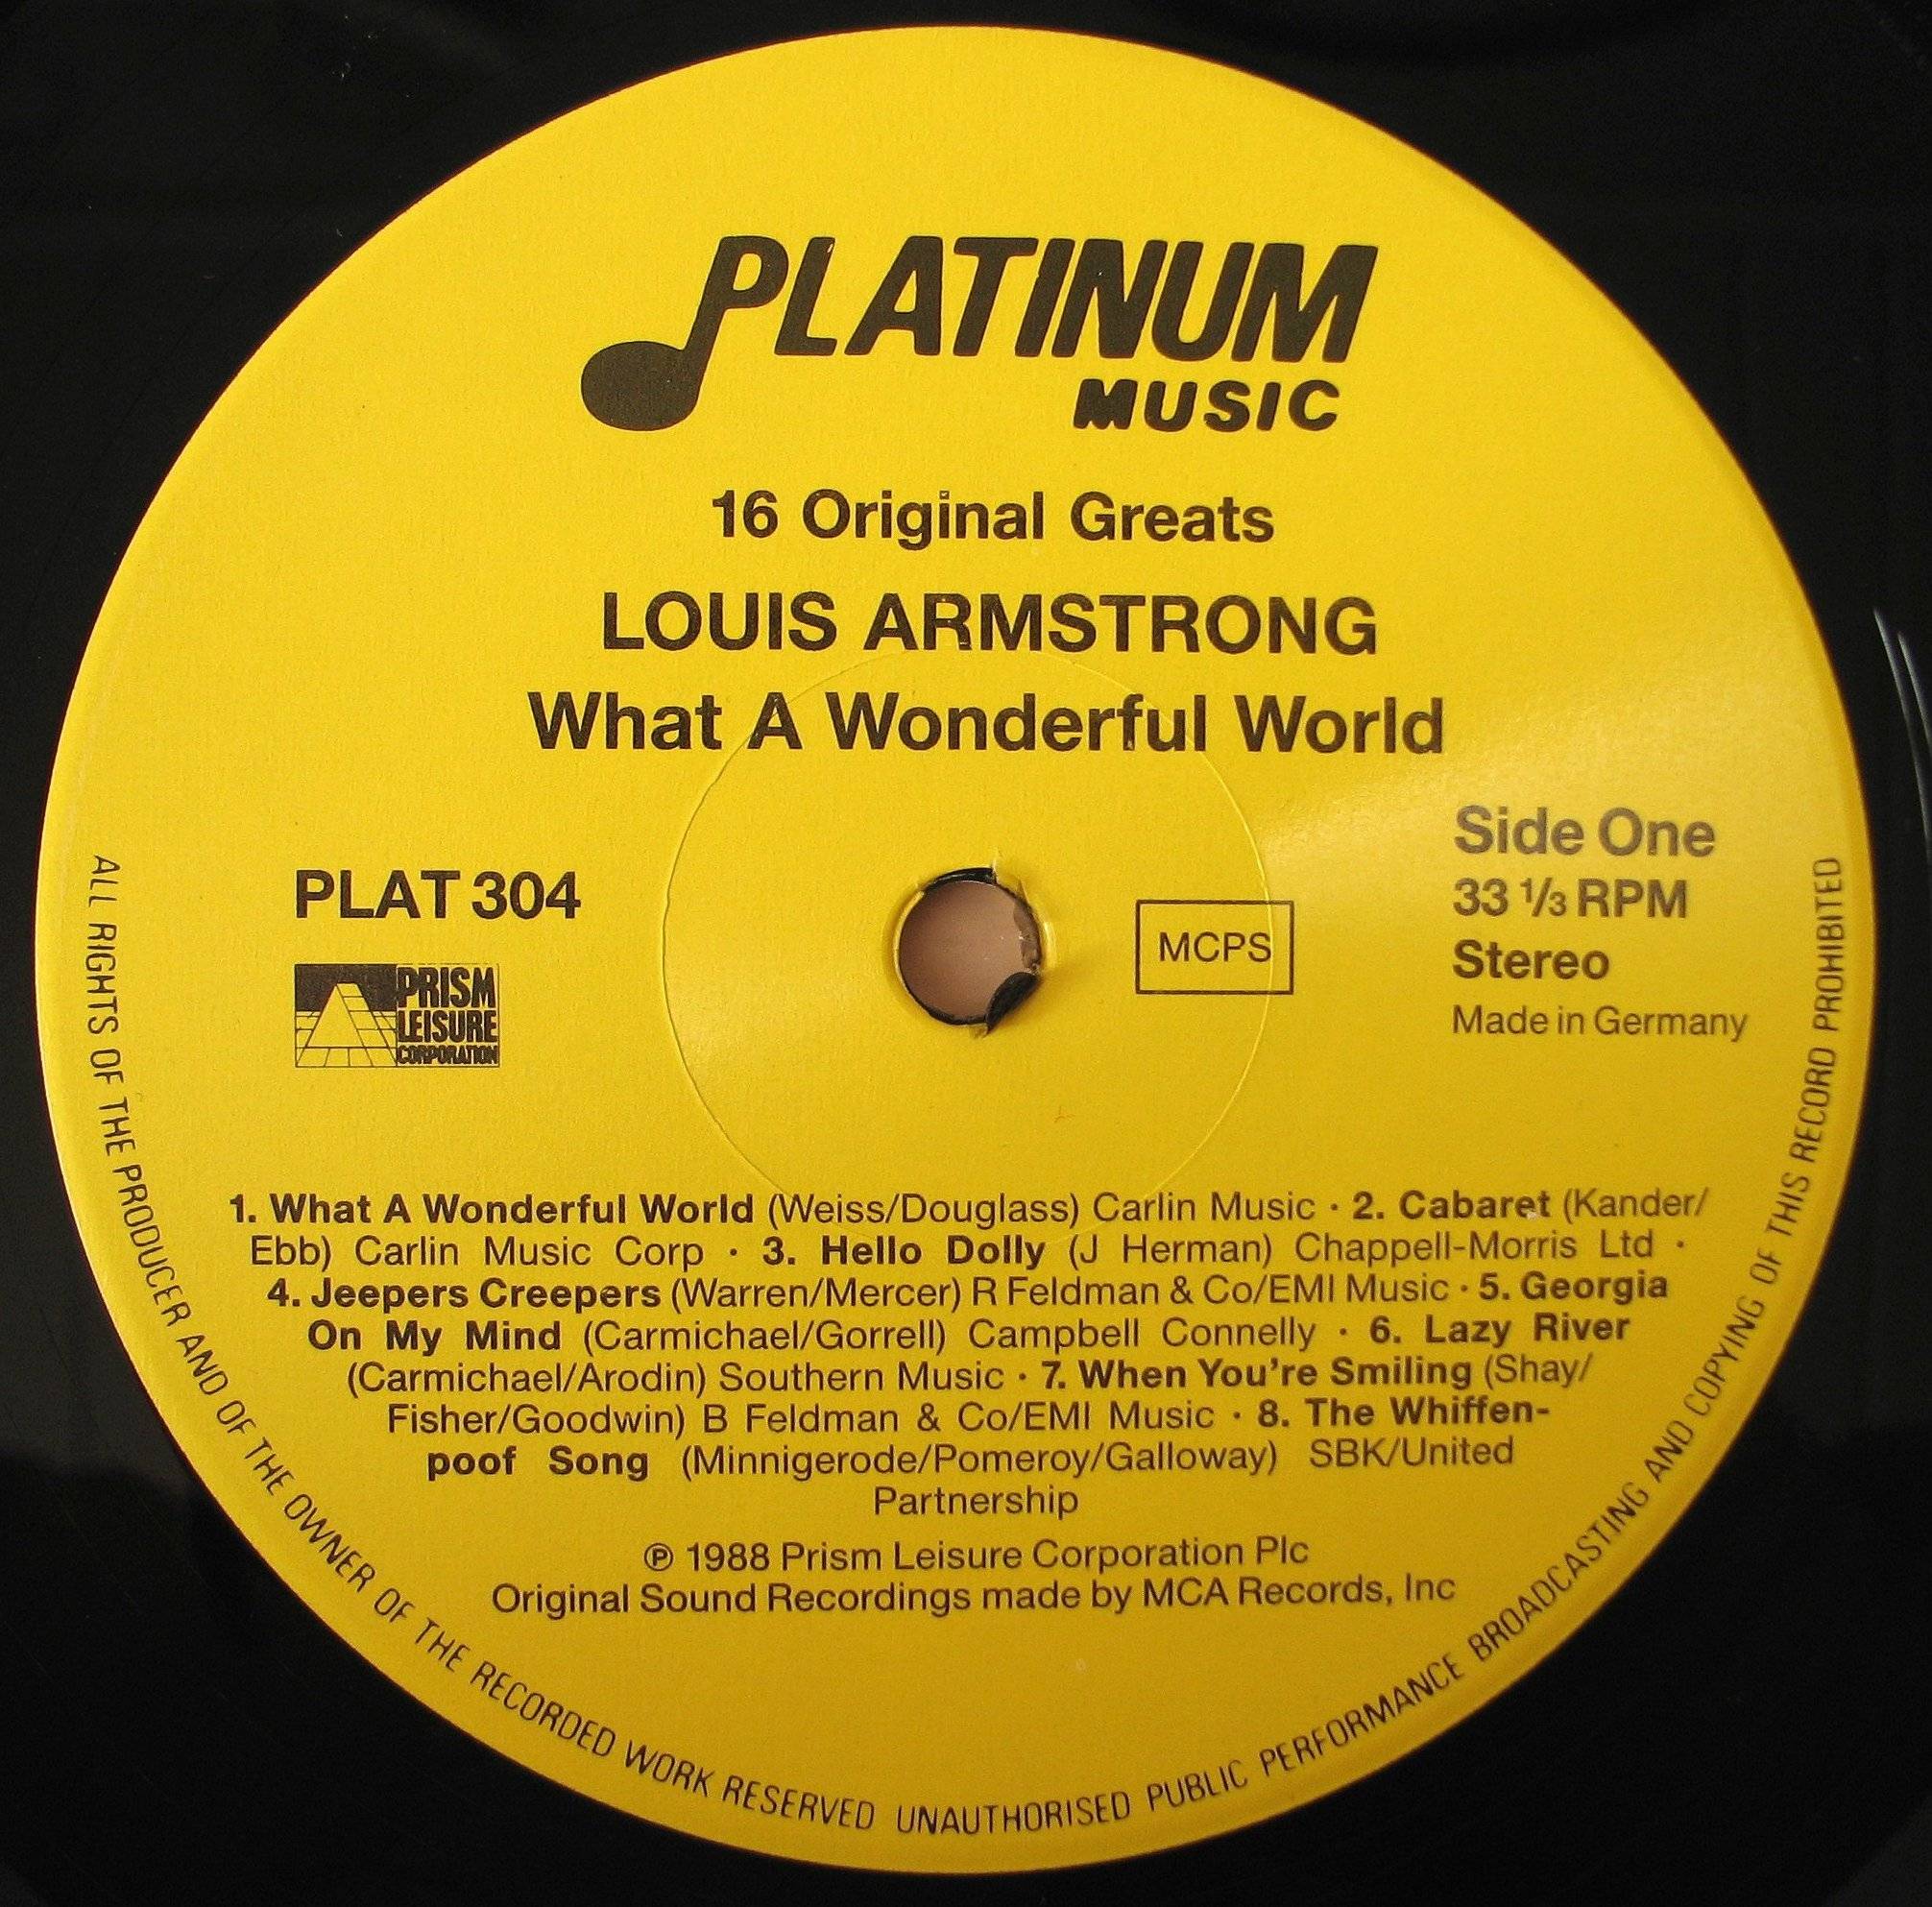 PLATINUM
MUSIC
16 Original Greats
LOUIS ARMSTRONG
What A Wonderful World
PLAT 304
PRISM
LEISURE
CORPORATION
MCPS
Side One
33 1/3 RPM
Stereo
Made in Germany
1. What A Wonderful World (Weiss/Douglass) Carlin Music · 2. Cabaret (Kander/
Ebb) Carlin Music Corp · 3. Hello Dolly (J Herman) Chappell-Morris Ltd ·
4. Jeepers Creepers (Warren/Mercer) R Feldman & Co/EMI Music · 5. Georgia
On My Mind (Carmichael/Gorrell) Campbell Connelly · 6. Lazy River
(Carmichael/Arodin) Southern Music · 7. When You're Smiling (Shay/
Fisher/Goodwin) B Feldman & Co/EMI Music · 8. The Whiffen-
poof Song (Minnigerode/Pomeroy/Galloway) SBK/United
Partnership
℗ 1988 Prism Leisure Corporation Plc
Original Sound Recordings made by MCA Records, Inc
ALL RIGHTS OF THE PRODUCER AND OF THE OWNER OF THE RECORDED WORK RESERVED UNAUTHORISED PUBLIC PERFORMANCE BROADCASTING AND COPYING OF THIS RECORD PROHIBITED